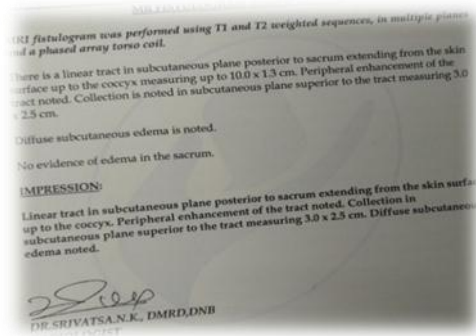 MR FISTULOGRAM
MRI fistulogram was performed using T1 and T2 weighted sequences, in multiple planes
and a phased array torso coil.
There is a linear tract in subcutaneous plane posterior to sacrum extending from the skin
surface up to the coccyx measuring up to 10.0 x 1.3 cm. Peripheral enhancement of the
tract noted. Collection is noted in subcutaneous plane superior to the tract measuring 3.0
x 2.5 cm.
Diffuse subcutaneous edema is noted.
No evidence of edema in the sacrum.
IMPRESSION:
Linear tract in subcutaneous plane posterior to sacrum extending from the skin surface
up to the coccyx. Peripheral enhancement of the tract noted. Collection in
subcutaneous plane superior to the tract measuring 3.0 x 2.5 cm. Diffuse subcutaneous
edema noted.
DR.SRIVATSA.N.K., DMRD,DNB
RADIOLOGIST